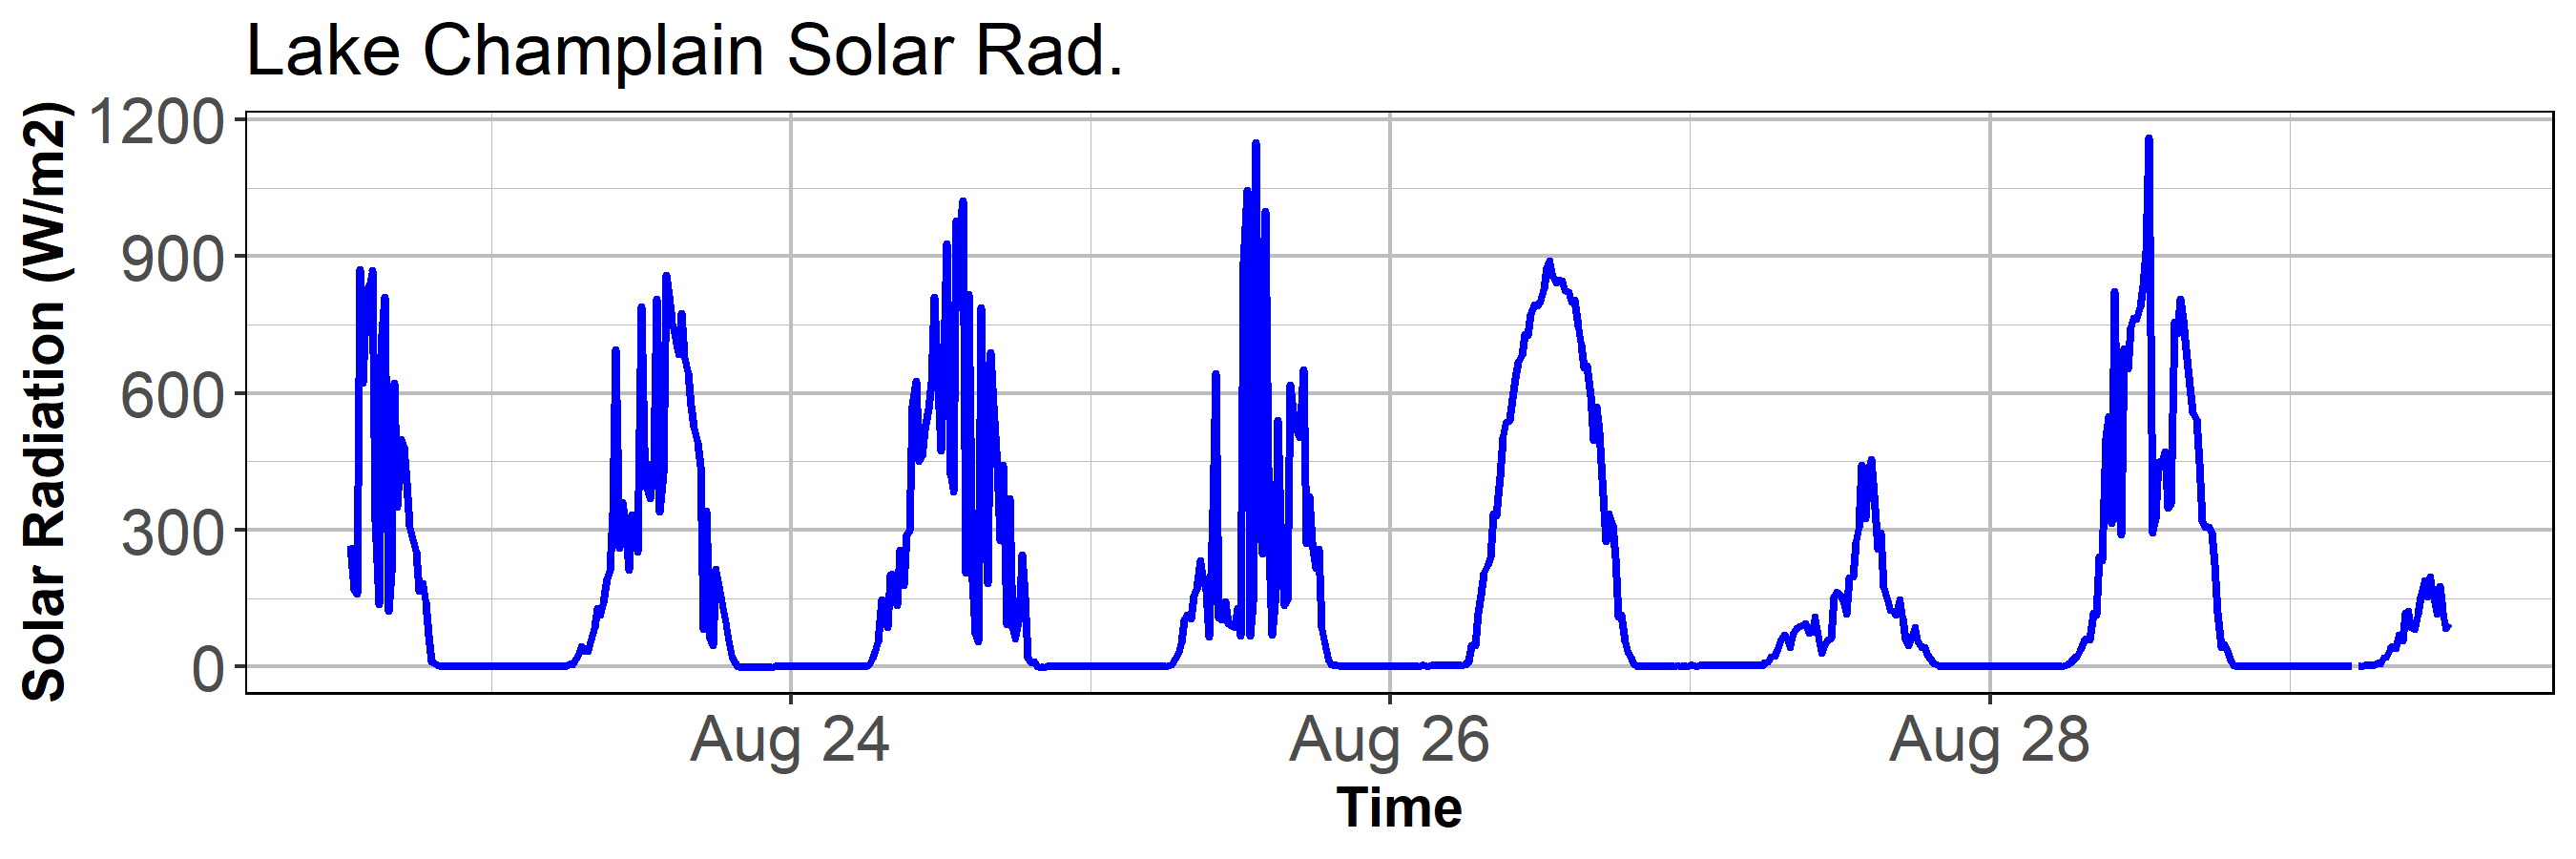 Lake Champlain Solar Rad.
Solar Radiation (W/m2)
1200
900
600
300
0
Aug 24
Aug 26
Aug 28
Time